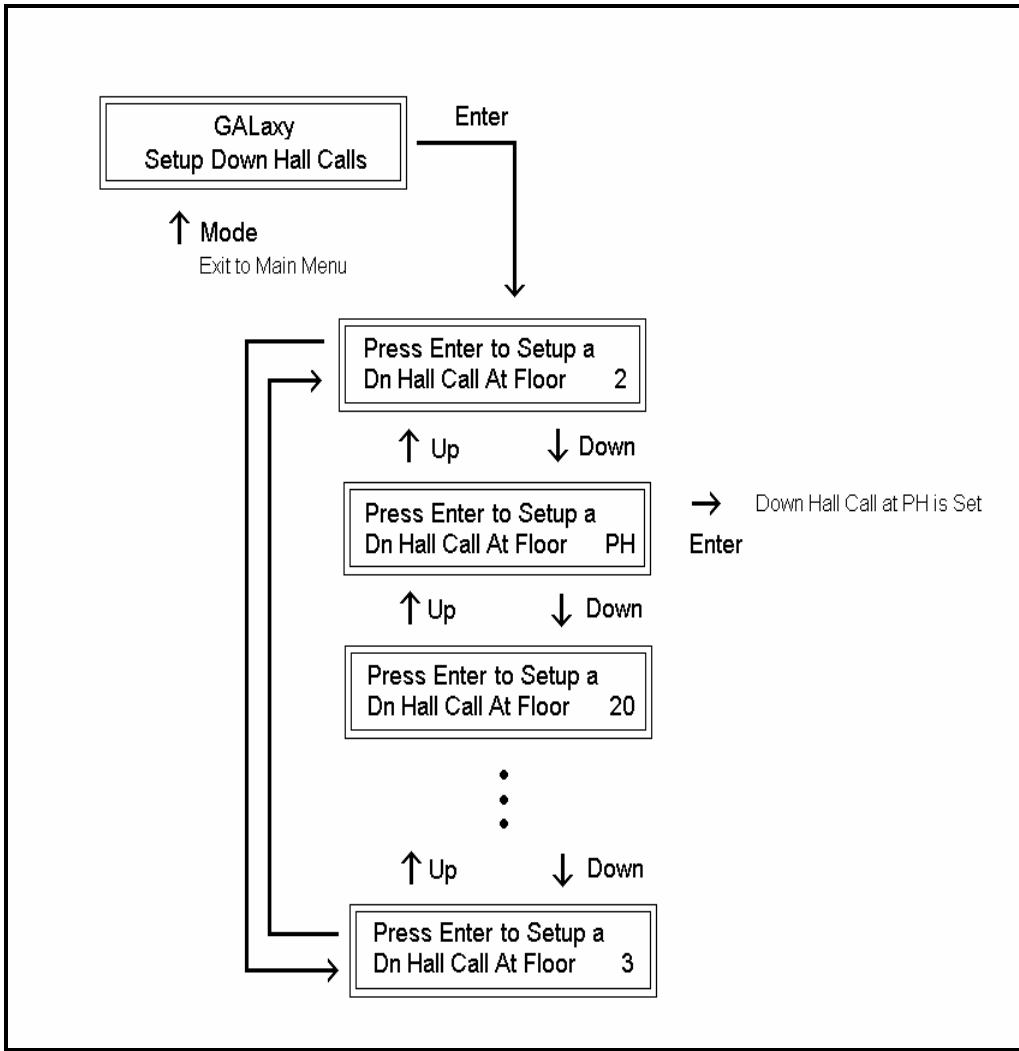 GALaxy
Setup Down Hall Calls
Enter
Mode
Exit to Main Menu
Press Enter to Setup a
Dn Hall Call At Floor 2
Up
Down
Press Enter to Setup a
Dn Hall Call At Floor PH
Down Hall Call at PH is Set
Enter
Up
Down
Press Enter to Setup a
Dn Hall Call At Floor 20
Up
Down
Press Enter to Setup a
Dn Hall Call At Floor 3